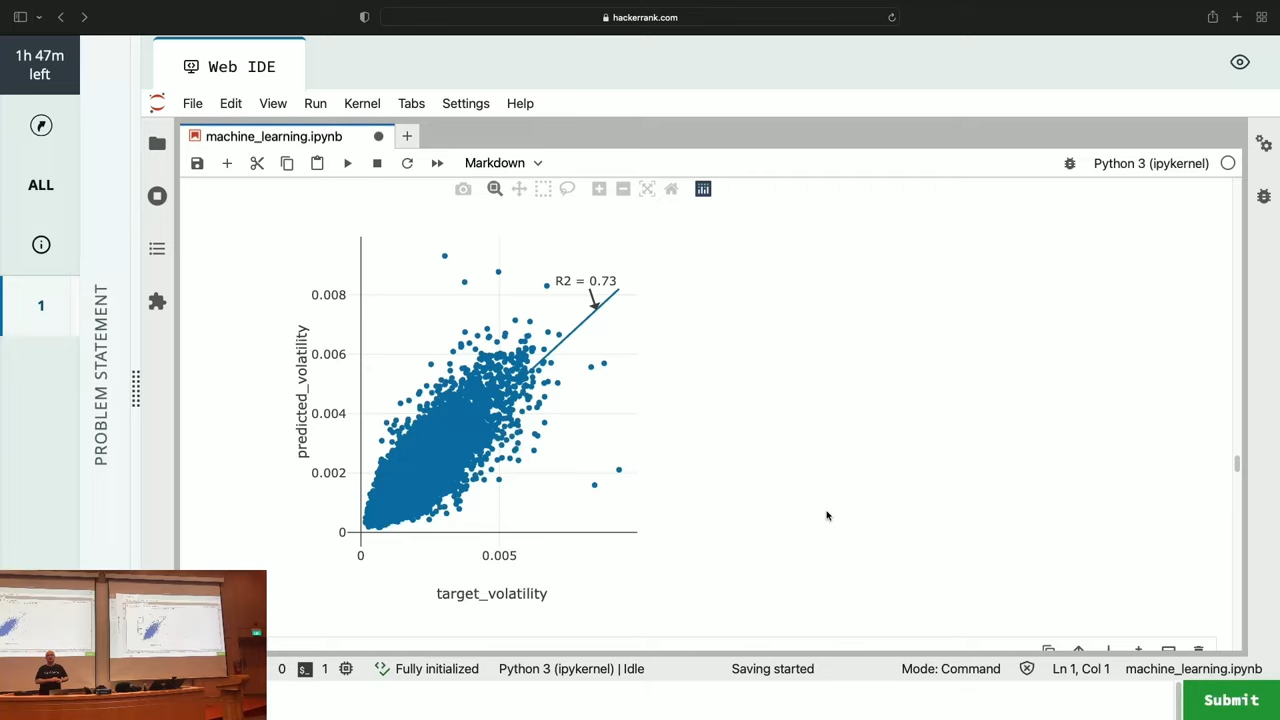 hackerrank.com
1h 47m
left
Web IDE
File Edit View Run Kernel Tabs Settings Help
machine_learning.ipynb
Markdown
Python 3 (ipykernel)
ALL
1
PROBLEM STATEMENT
R2 = 0.73
0.008
0.006
0.004
0.002
0
predicted_volatility
0 0.005
target_volatility
0 1 Fully initialized Python 3 (ipykernel) | Idle Saving started Mode: Command Ln 1, Col 1 machine_learning.ipynb
Submit